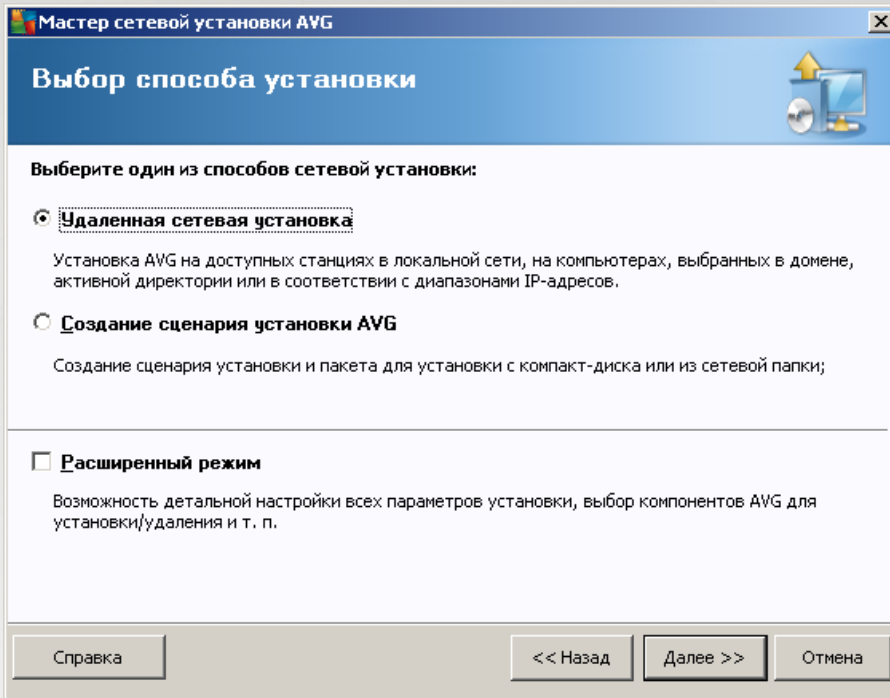 Мастер сетевой установки AVG
Выбор способа установки
Выберите один из способов сетевой установки:
Удаленная сетевая установка
Установка AVG на доступных станциях в локальной сети, на компьютерах, выбранных в домене,
активной директории или в соответствии с диапазонами IP-адресов.
Создание сценария установки AVG
Создание сценария установки и пакета для установки с компакт-диска или из сетевой папки;
Расширенный режим
Возможность детальной настройки всех параметров установки, выбор компонентов AVG для
установки/удаления и т. п.
Справка
<< Назад
Далее >>
Отмена